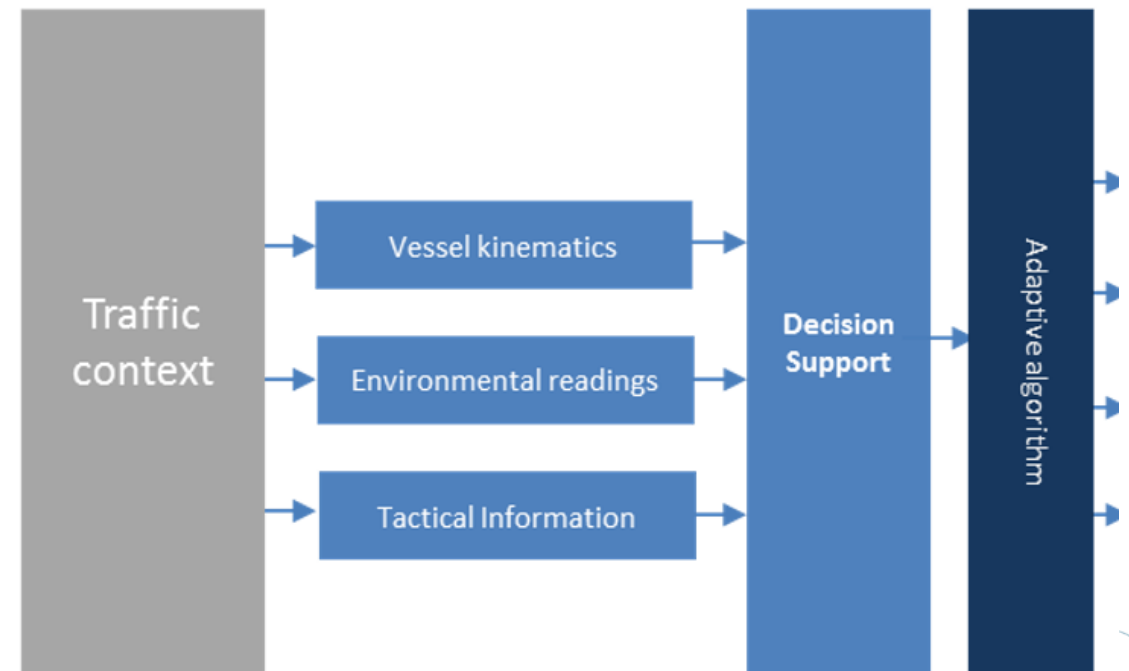 Traffic
context
Vessel kinematics
Environmental readings
Tactical Information
Decision
Support
Adaptive algorithm